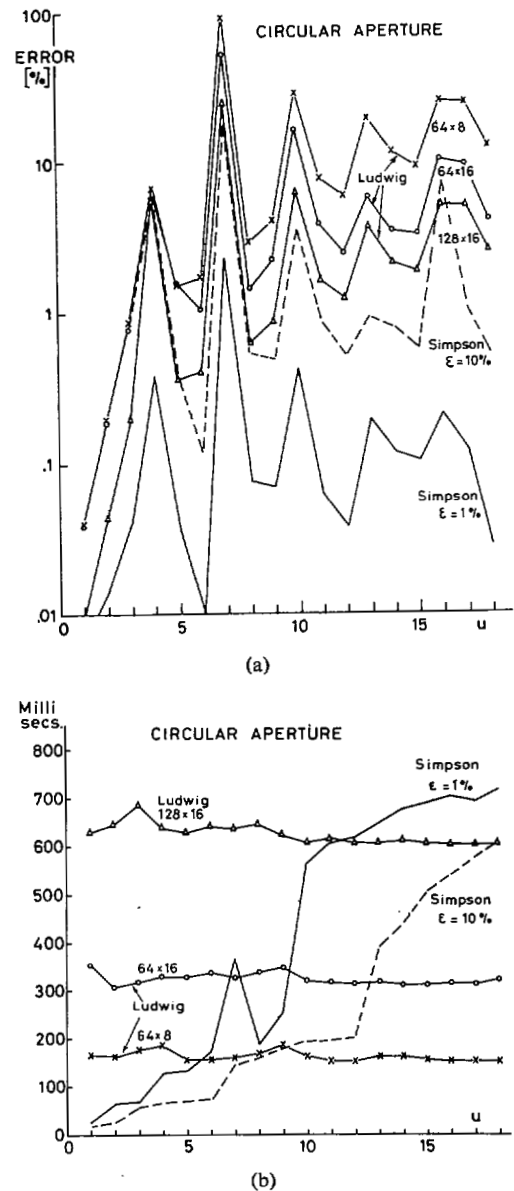 100
CIRCULAR APERTURE
ERROR
[%]
64×8
10
Ludwig
64×16
128×16
1
Simpson
ε=10%
.1
Simpson
ε=1%
.01
0 5 10 15 u
(a)
Milli
secs.
CIRCULAR APERTURE
800
Simpson
ε=1%
Ludwig
128×16
700
600
500
Simpson
ε=10%
400
64×16
300
Ludwig
200
64×8
100
u
0
0 5 10 15
(b)